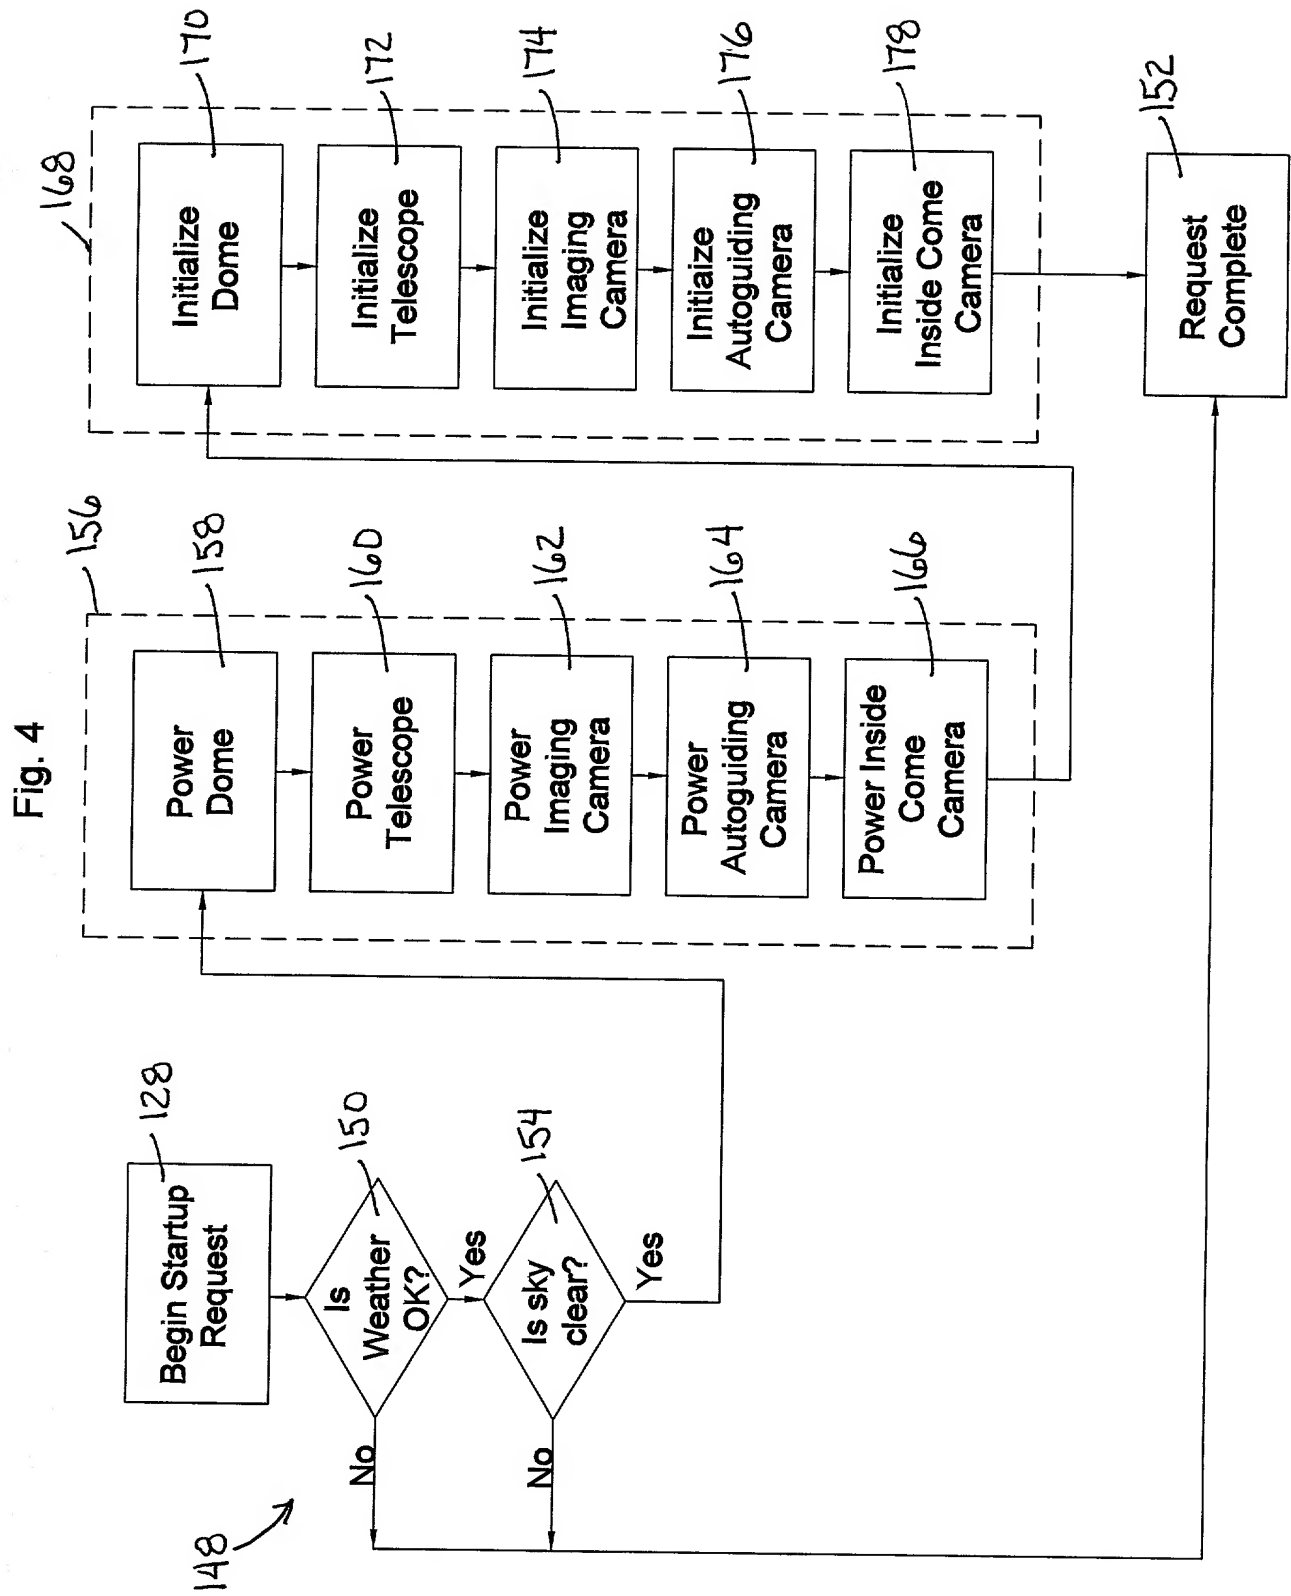 Fig. 4
148
Begin Startup
Request
128
Is
Weather
OK?
150
No
Yes
Is sky
clear?
154
No
Yes
156
Power
Dome
158
Power
Telescope
160
Power
Imaging
Camera
162
Power
Autoguiding
Camera
164
Power Inside
Come
Camera
166
168
Initialize
Dome
170
Initialize
Telescope
172
Initialize
Imaging
Camera
174
Initiaize
Autoguiding
Camera
176
Initialize
Inside Come
Camera
178
Request
Complete
152